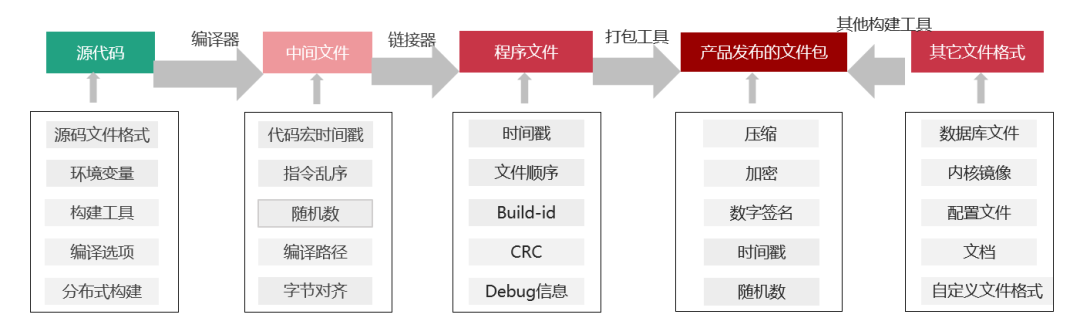 源代码
编译器
中间文件
链接器
程序文件
打包工具
产品发布的文件包
其他构建工具
其它文件格式
源码文件格式
环境变量
构建工具
编译选项
分布式构建
代码宏时间戳
指令乱序
随机数
编译路径
字节对齐
时间戳
文件顺序
Build-id
CRC
Debug信息
压缩
加密
数字签名
时间戳
随机数
数据库文件
内核镜像
配置文件
文档
自定义文件格式